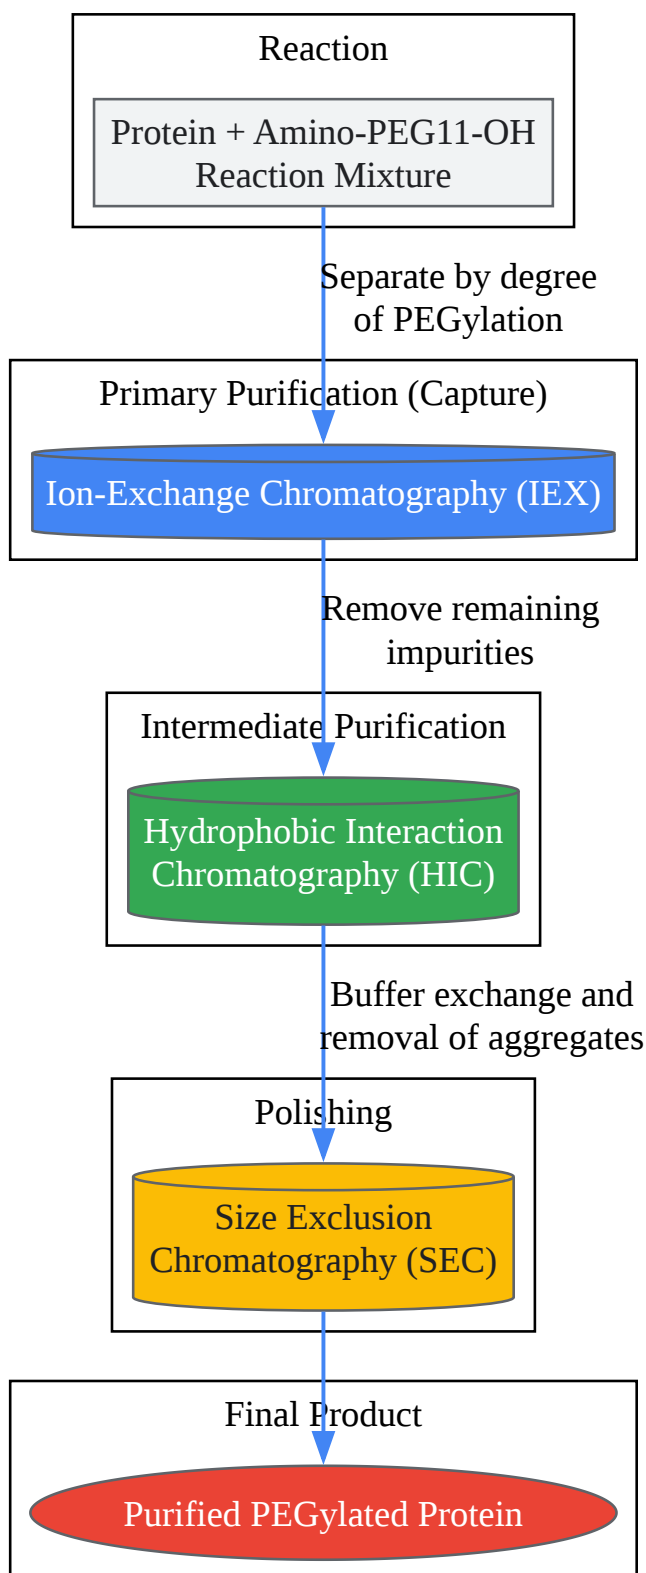 Reaction
Protein + Amino-PEG11-OH
Reaction Mixture
Separate by degree
of PEGylation
Primary Purification (Capture)
Ion-Exchange Chromatography (IEX)
Remove remaining
impurities
Intermediate Purification
Hydrophobic Interaction
Chromatography (HIC)
Buffer exchange and
removal of aggregates
Polishing
Size Exclusion
Chromatography (SEC)
Final Product
Purified PEGylated Protein